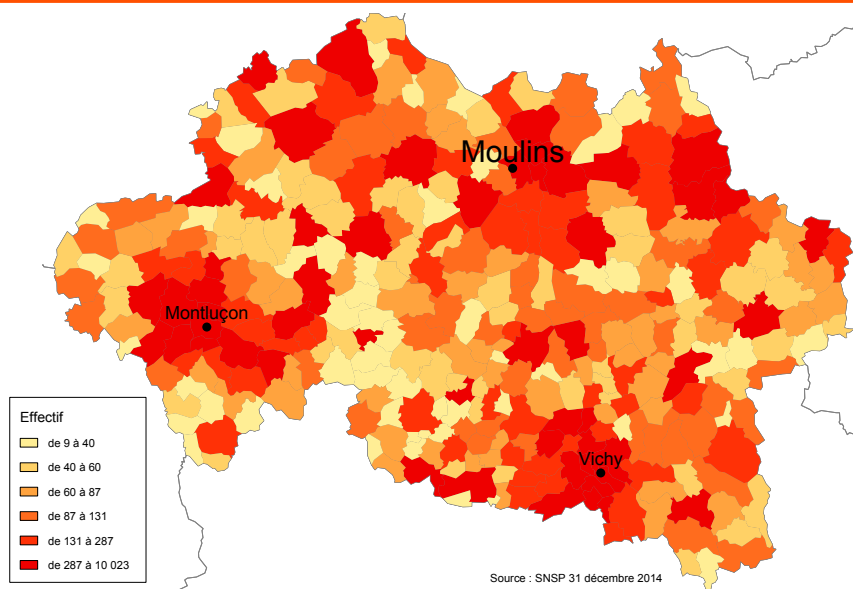 Moulins
Montluçon
Vichy
Effectif
de 9 à 40
de 40 à 60
de 60 à 87
de 87 à 131
de 131 à 287
de 287 à 10 023
Source : SNSP 31 décembre 2014